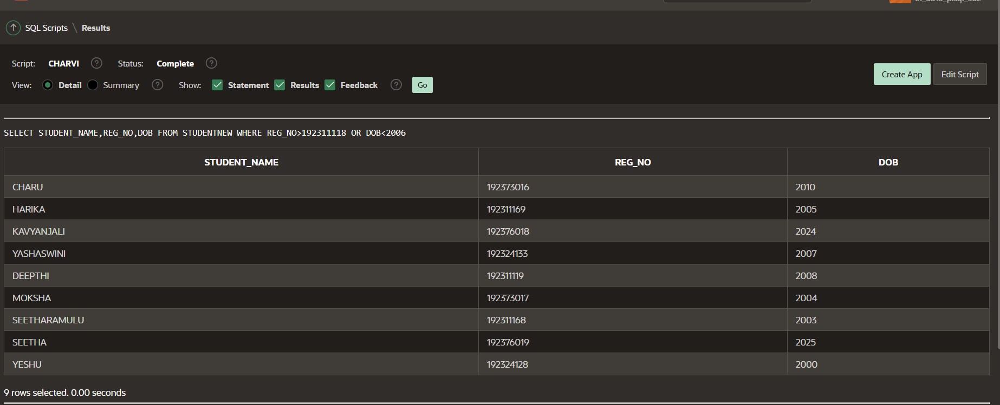 SQL Scripts \ Results
Script: CHARVI ? Status: Complete ?
View: Detail Summary ? Show: Statement Results Feedback ? Go
Create App Edit Script
SELECT STUDENT_NAME,REG_NO,DOB FROM STUDENTNEW WHERE REG_NO>192311118 OR DOB<2006
STUDENT_NAME REG_NO DOB
CHARU 192373016 2010
HARIKA 192311169 2005
KAVYANJALI 192376018 2024
YASHASWINI 192324133 2007
DEEPTHI 192311119 2008
MOKSHA 192373017 2004
SEETHARAMULU 192311168 2003
SEETHA 192376019 2025
YESHU 192324128 2000
9 rows selected. 0.00 seconds